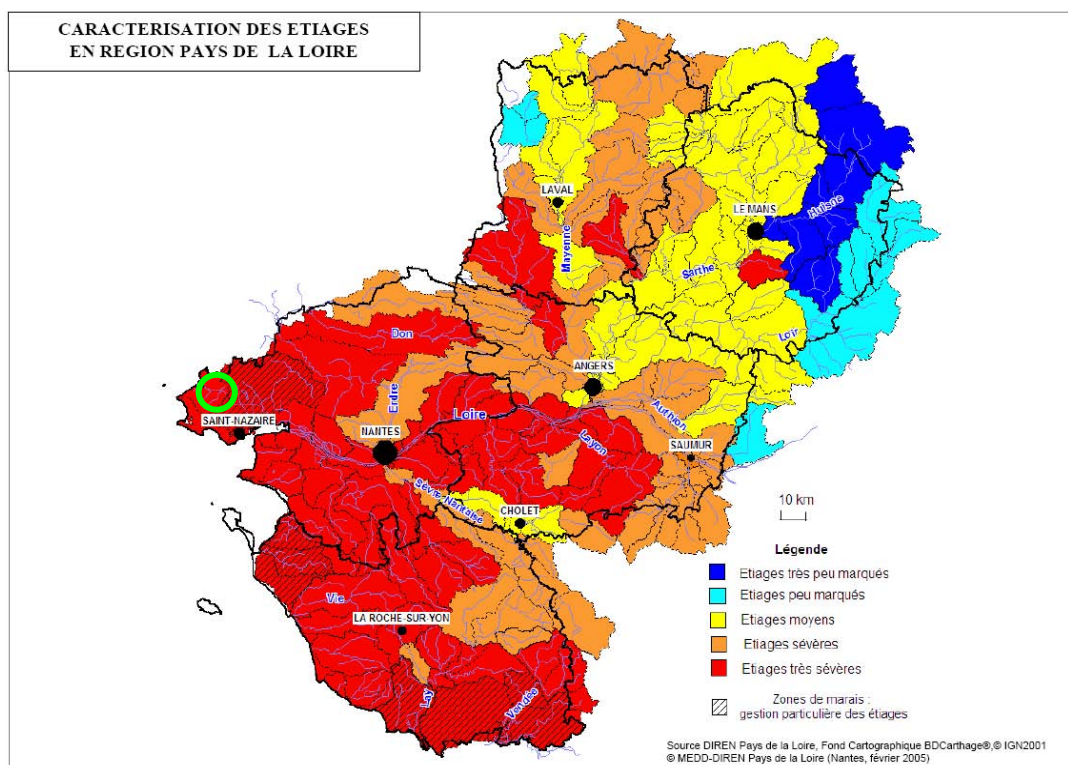 CARACTERISATION DES ETIAGES
EN REGION PAYS DE LA LOIRE
LAVAL
Mayenne
LE MANS
Huisne
Sarthe
Loir
Don
Erdre
ANGERS
Loire
Authion
SAINT-NAZAIRE
NANTES
Layon
SAUMUR
Sèvre-Nantaise
CHOLET
10 km
Légende
Etiages très peu marqués
Etiages peu marqués
Etiages moyens
Etiages sévères
Etiages très sévères
Zones de marais :
gestion particulière des étiages
Vie
LA ROCHE-SUR-YON
Lay
Vendée
Source DIREN Pays de la Loire, Fond Cartographique BDCarthage®,© IGN2001
© MEDD-DIREN Pays de la Loire (Nantes, février 2005)